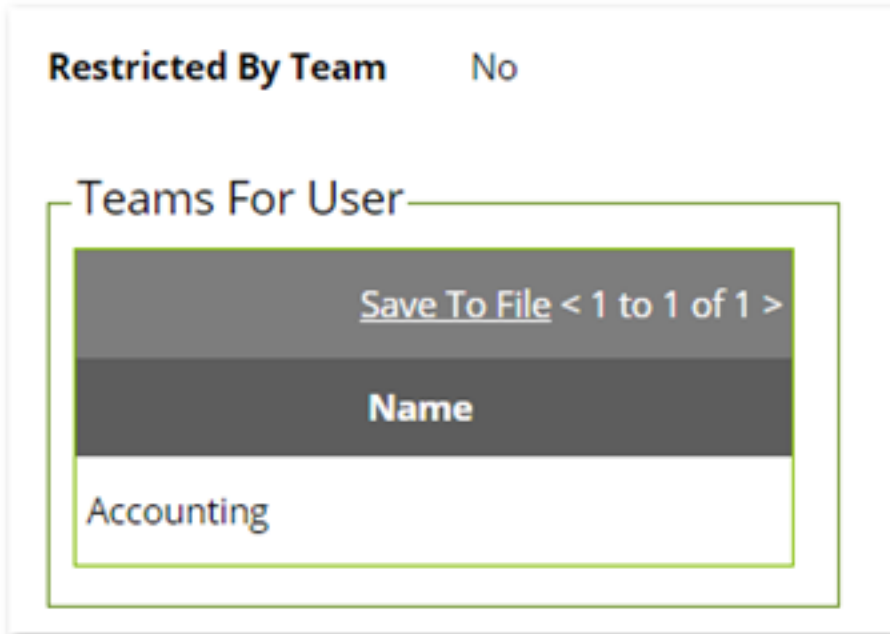 Restricted By Team No
Teams For User
Save To File < 1 to 1 of 1 >
Name
Accounting